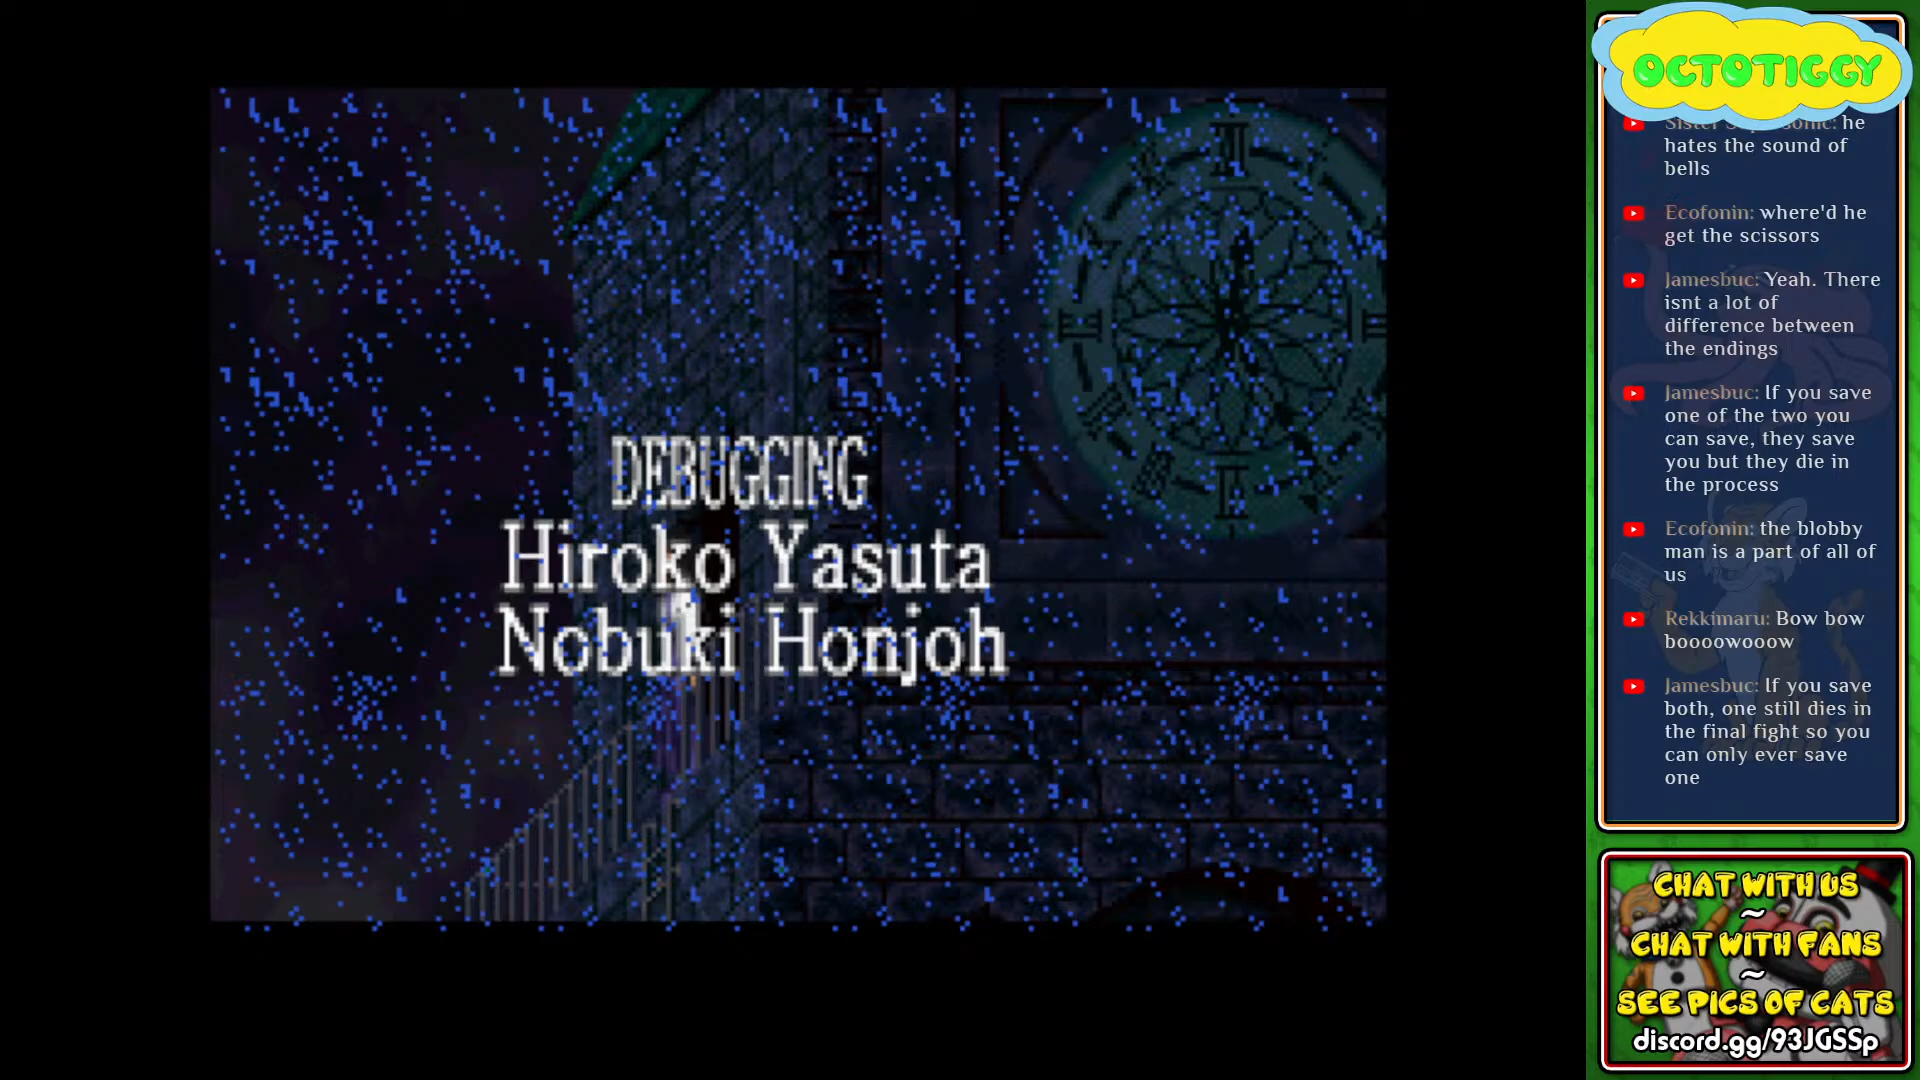 DEBUGGING
Hiroko Yasuta
Nobuki Honjoh
OCTOTIGGY
he
hates the sound of
bells
Ecofonin: where'd he
get the scissors
Jamesbuc: Yeah. There
isnt a lot of
difference between
the endings
Jamesbuc: If you save
one of the two you
can save, they save
you but they die in
the process
Ecofonin: the blobby
man is a part of all of
us
Rekkimaru: Bow bow
boooowooow
Jamesbuc: If you save
both, one still dies in
the final fight so you
can only ever save
one
CHAT WITH US
~
CHAT WITH FANS
~
SEE PICS OF CATS
discord.gg/93JGSSp